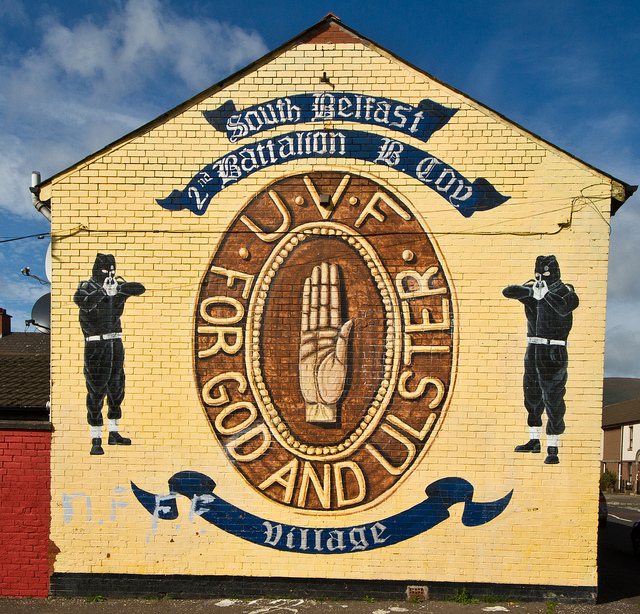 South Belfast
2nd Battalion B Coy
U.V.F
FOR GOD AND ULSTER
Village